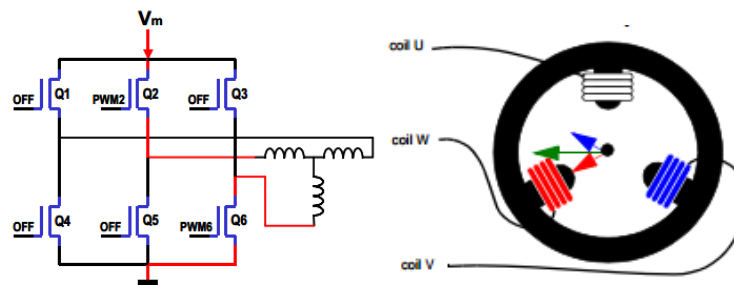 Vm
OFF
Q1
PWM2
Q2
OFF
Q3
OFF
Q4
OFF
Q5
PWM6
Q6
coil U
coil W
coil V